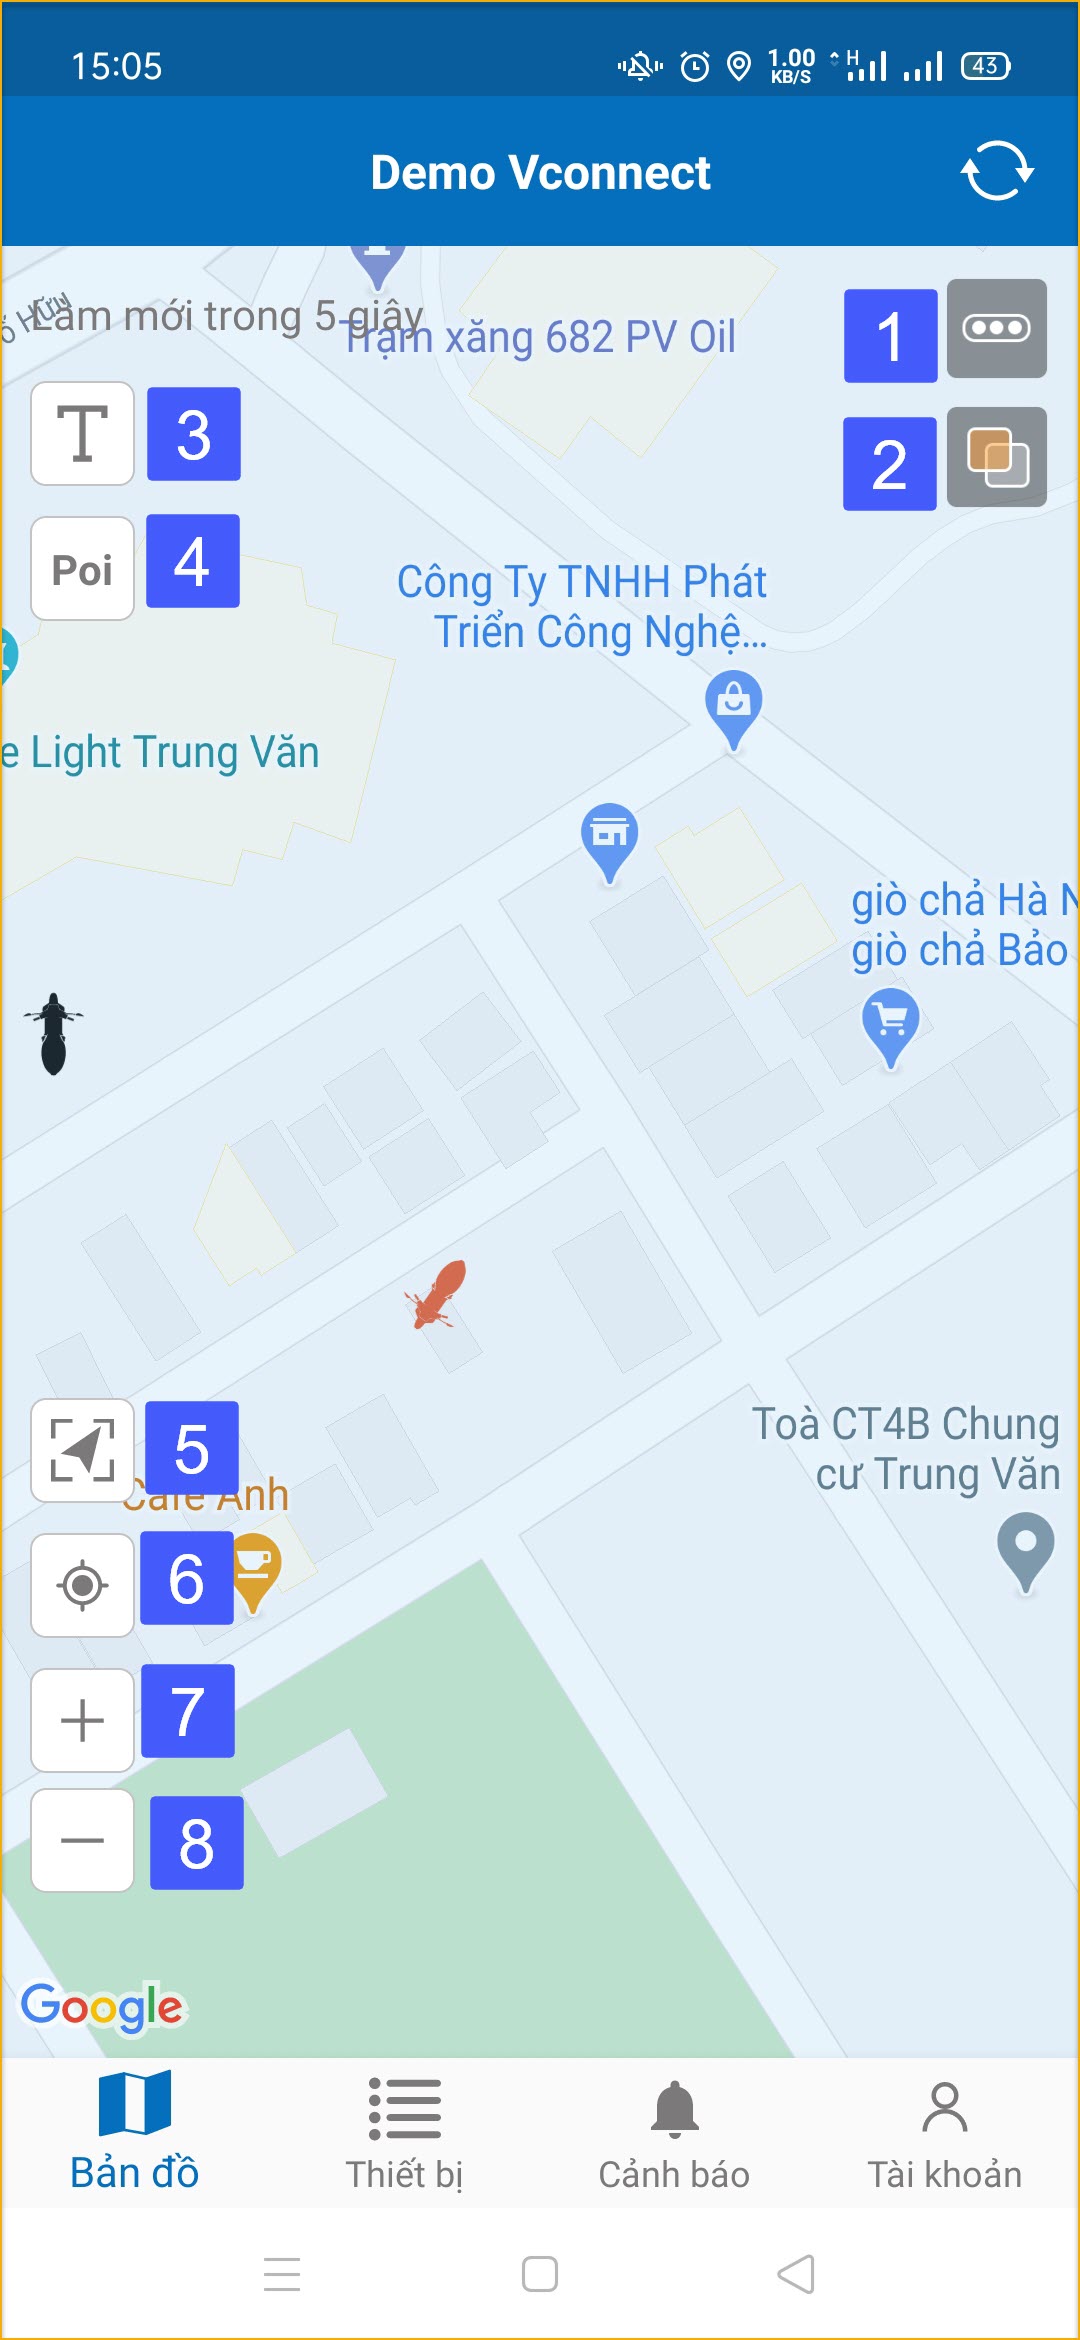 15:05
1.00
KB/S
H
43
Demo Vconnect
Hữu
Làm mới trong 5 giây
Trạm xăng 682 PV Oil
1
2
T
3
Poi
4
Công Ty TNHH Phát
Triển Công Nghệ...
e Light Trung Văn
giò chả Hà N
giò chả Bảo
Toà CT4B Chung
cư Trung Văn
5
Cafe Anh
6
7
8
Google
Bản đồ
Thiết bị
Cảnh báo
Tài khoản